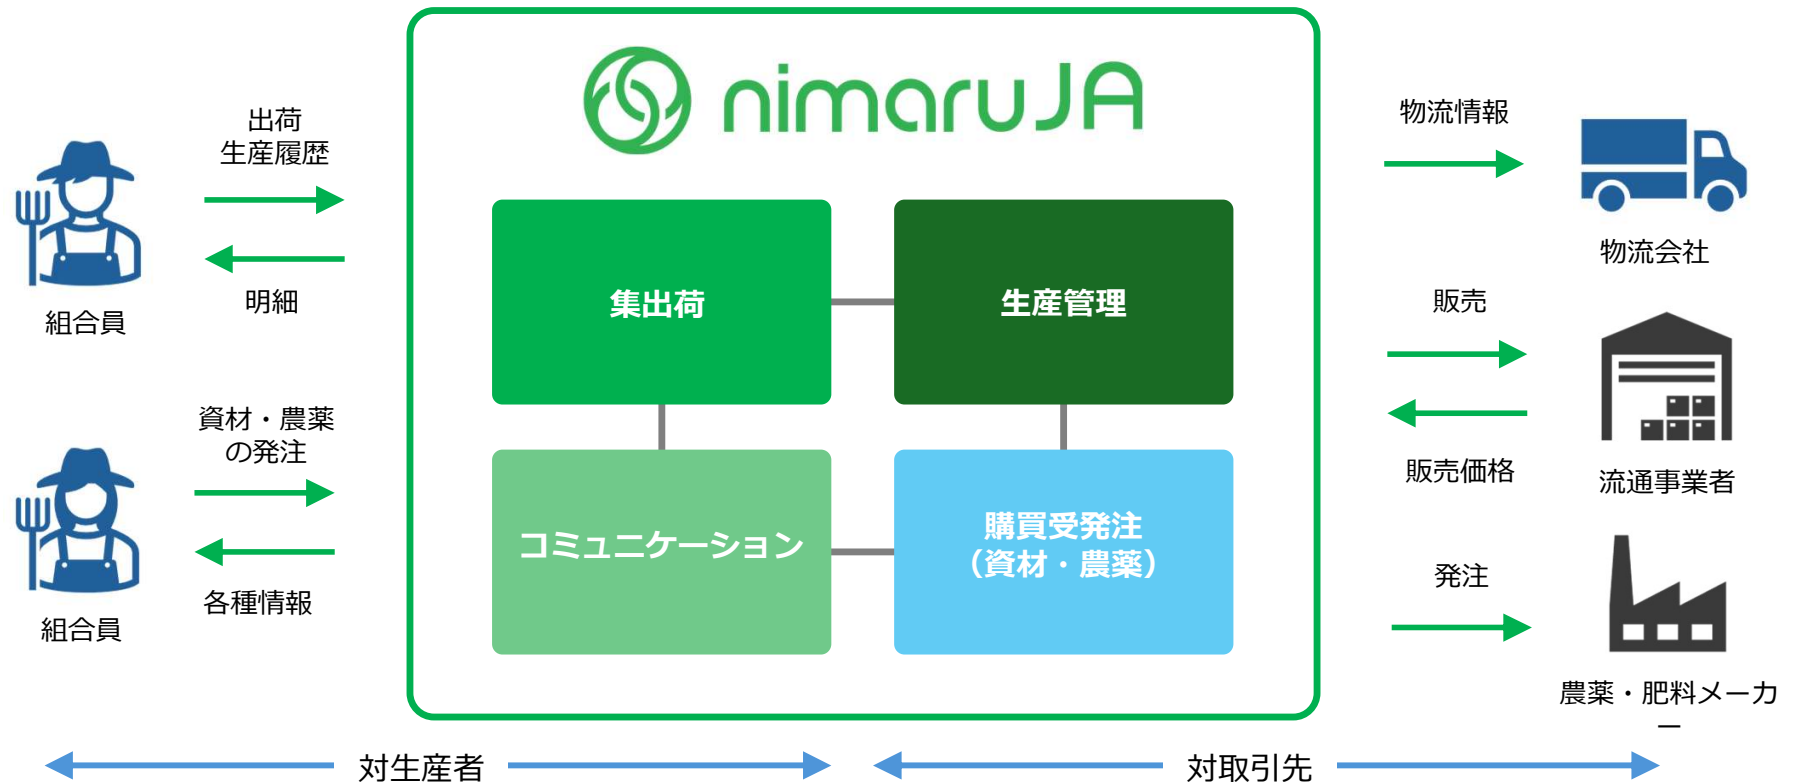 nimaruJA
出荷
生産履歴
明細
組合員
資材・農薬
の発注
各種情報
組合員
集出荷
生産管理
コミュニケーション
購買受発注
（資材・農薬）
物流情報
物流会社
販売
販売価格
流通事業者
発注
農薬・肥料メーカ
ー
対生産者
対取引先